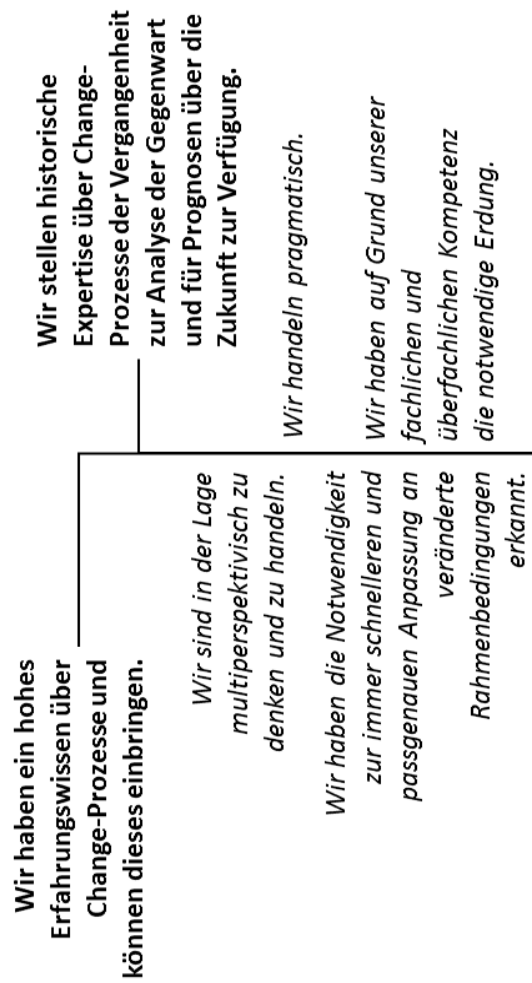 Wir haben ein hohes
Erfahrungswissen über
Change-Prozesse und
können dieses einbringen.
Wir sind in der Lage
multiperspektivisch zu
denken und zu handeln.
Wir haben die Notwendigkeit
zur immer schnelleren und
passgenauen Anpassung an
veränderte
Rahmenbedingungen
erkannt.
Wir stellen historische
Expertise über Change-
Prozesse der Vergangenheit
zur Analyse der Gegenwart
und für Prognosen über die
Zukunft zur Verfügung.
Wir handeln pragmatisch.
Wir haben auf Grund unserer
fachlichen und
überfachlichen Kompetenz
die notwendige Erdung.